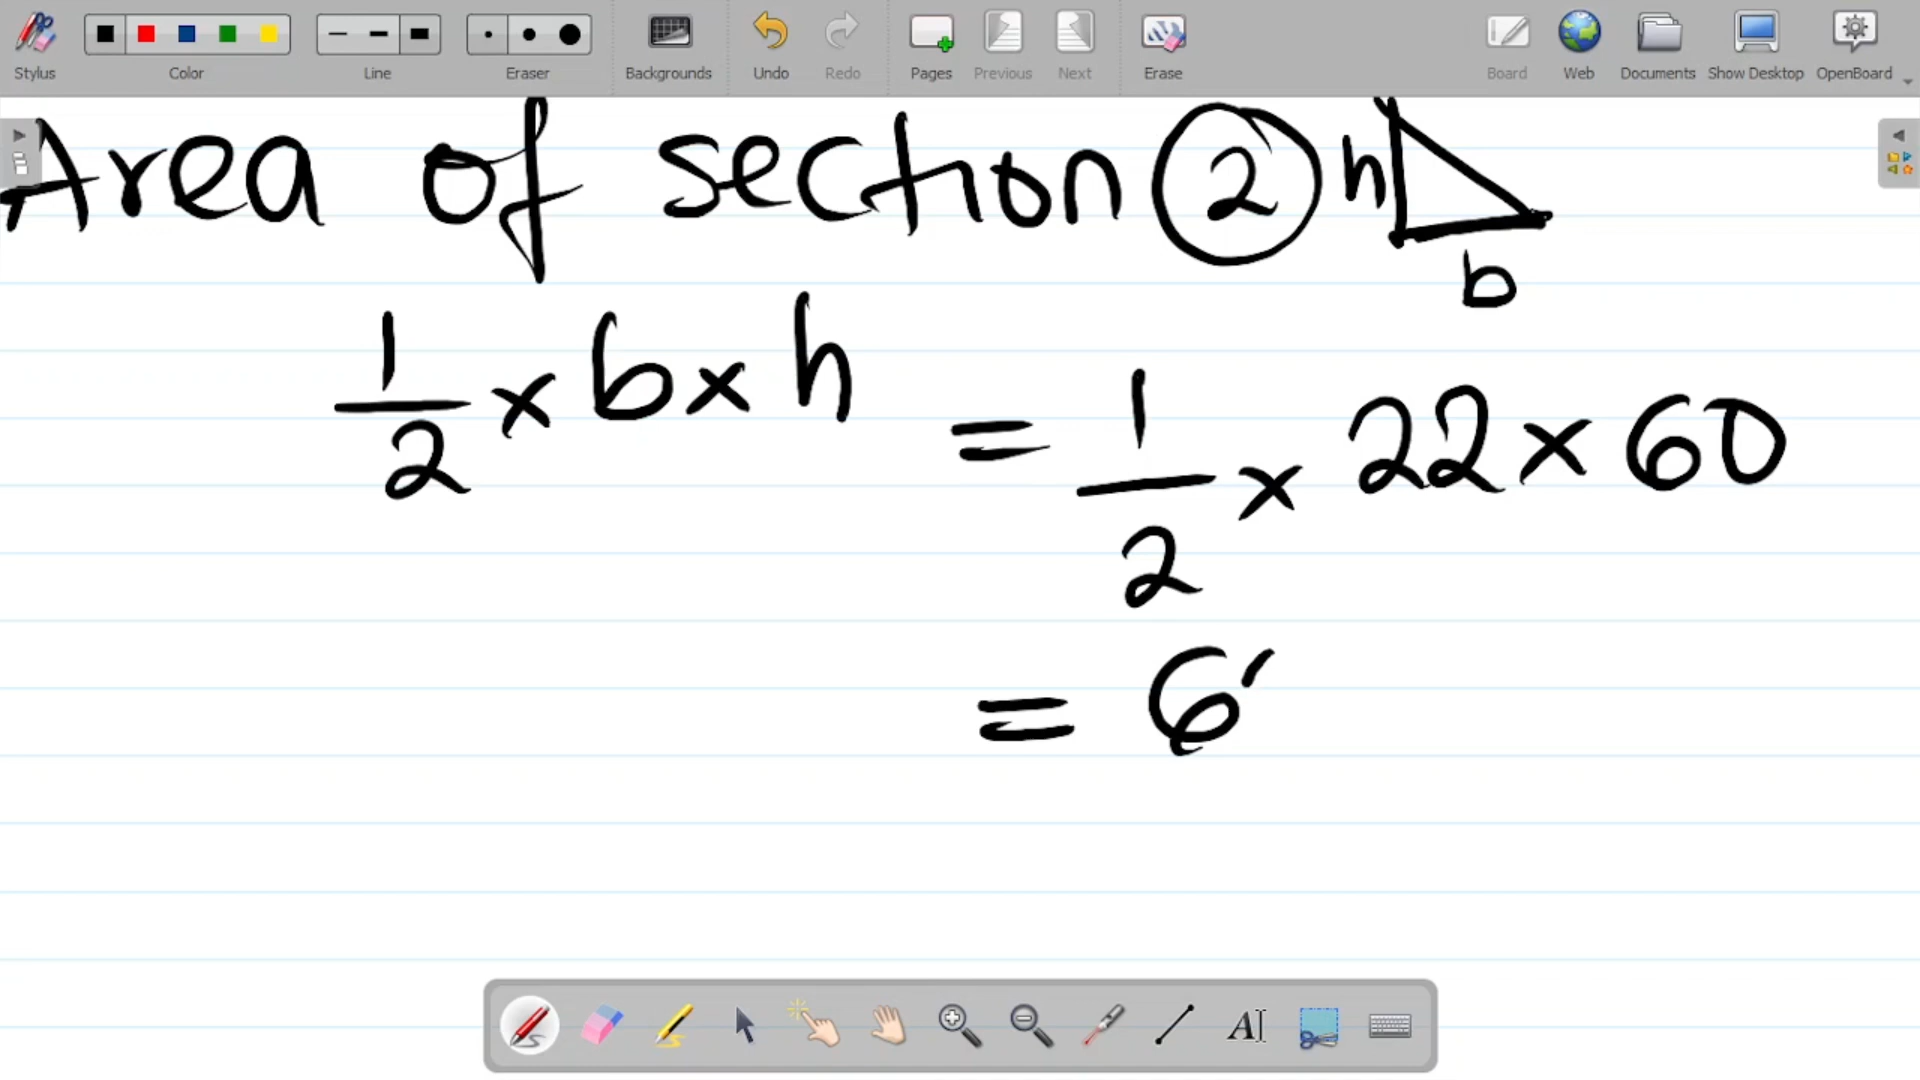 Stylus Color Line Eraser Backgrounds Undo Redo Pages Previous Next Erase Board Web Documents Show Desktop OpenBoard
Area of section 2 h
b
1/2 × b × h = 1/2 × 22 × 60
= 6